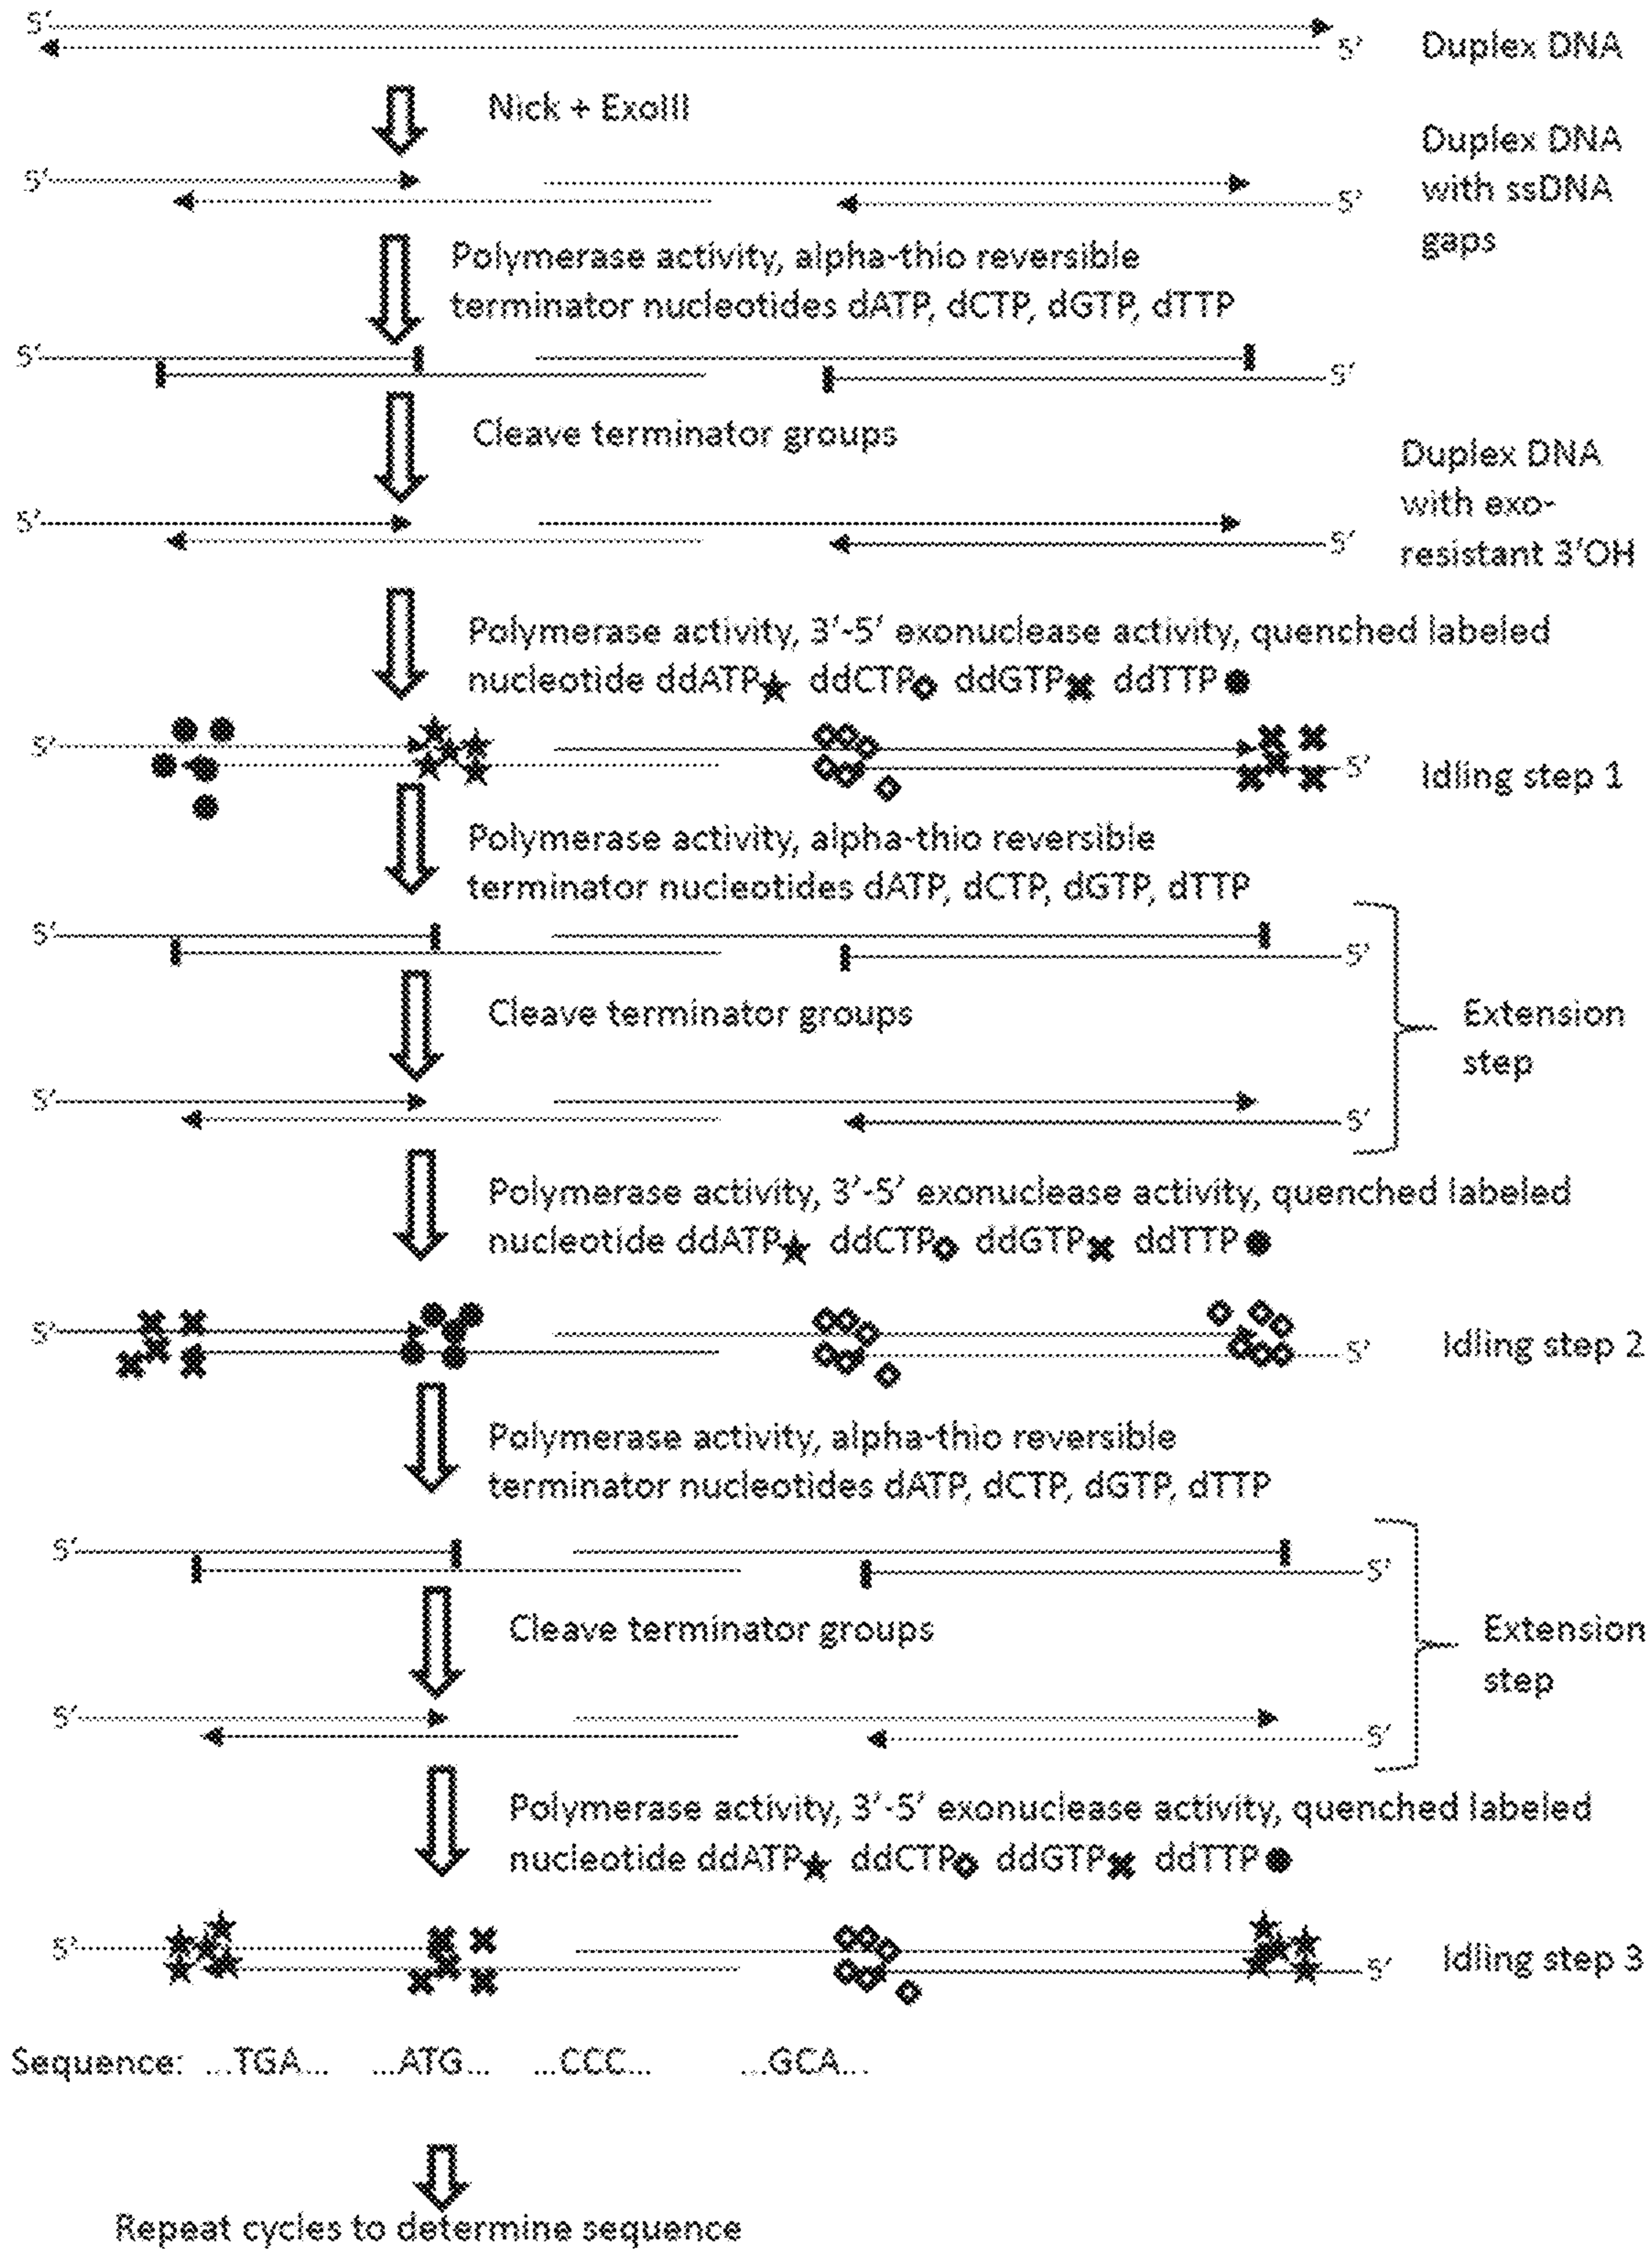 5'
5'
Duplex DNA
Nick + ExoIII
Duplex DNA
with ssDNA
gaps
5'
5'
Polymerase activity, alpha-thio reversible
terminator nucleotides dATP, dCTP, dGTP, dTTP
5'
5'
Cleave terminator groups
Duplex DNA
with exo-
resistant 3'OH
5'
5'
Polymerase activity, 3'-5' exonuclease activity, quenched labeled
nucleotide ddATP ddCTP ddGTP ddTTP
5'
5'
Idling step 1
Polymerase activity, alpha-thio reversible
terminator nucleotides dATP, dCTP, dGTP, dTTP
5'
5'
Cleave terminator groups
Extension
step
5'
5'
Polymerase activity, 3'-5' exonuclease activity, quenched labeled
nucleotide ddATP ddCTP ddGTP ddTTP
5'
5'
Idling step 2
Polymerase activity, alpha-thio reversible
terminator nucleotides dATP, dCTP, dGTP, dTTP
5'
5'
Cleave terminator groups
Extension
step
5'
5'
Polymerase activity, 3'-5' exonuclease activity, quenched labeled
nucleotide ddATP ddCTP ddGTP ddTTP
5'
5'
Idling step 3
Sequence: ...TGA... ...ATG... ...CCC... ...GCA...
Repeat cycles to determine sequence